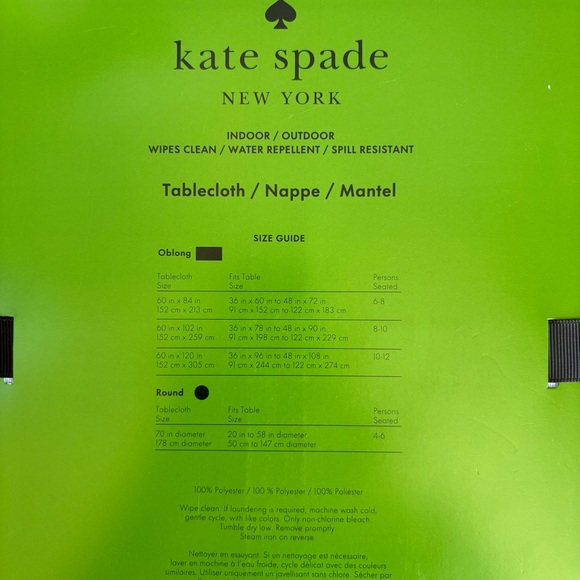 kate spade
NEW YORK
INDOOR / OUTDOOR
WIPES CLEAN / WATER REPELLENT / SPILL RESISTANT
Tablecloth / Nappe / Mantel
SIZE GUIDE
Oblong
Tablecloth Size Fits Table Size Persons Seated
60 in x 84 in 36 in x 60 in to 48 in x 72 in 6-8
152 cm x 213 cm 91 cm x 152 cm to 122 cm x 183 cm
60 in x 102 in 36 in x 78 in to 48 in x 90 in 8-10
152 cm x 259 cm 91 cm x 198 cm to 122 cm x 229 cm
60 in x 120 in 36 in x 96 in to 48 in x 108 in 10-12
152 cm x 305 cm 91 cm x 244 cm to 122 cm x 274 cm
Round
Tablecloth Size Fits Table Size Persons Seated
70 in diameter 20 in to 58 in diameter 4-6
178 cm diameter 50 cm to 147 cm diameter
100% Polyester / 100 % Polyester / 100% Poliéster
Wipe clean. If laundering is required, machine wash cold,
gentle cycle, with like colors. Only non-chlorine bleach.
Tumble dry low. Remove promptly
Steam iron on reverse
Nettoyer en essuyant. Si un nettoyage est nécessaire,
laver en machine à l'eau froide, cycle délicat avec des couleurs
similaires. Utiliser uniquement un javellisant sans chlore. Sécher par